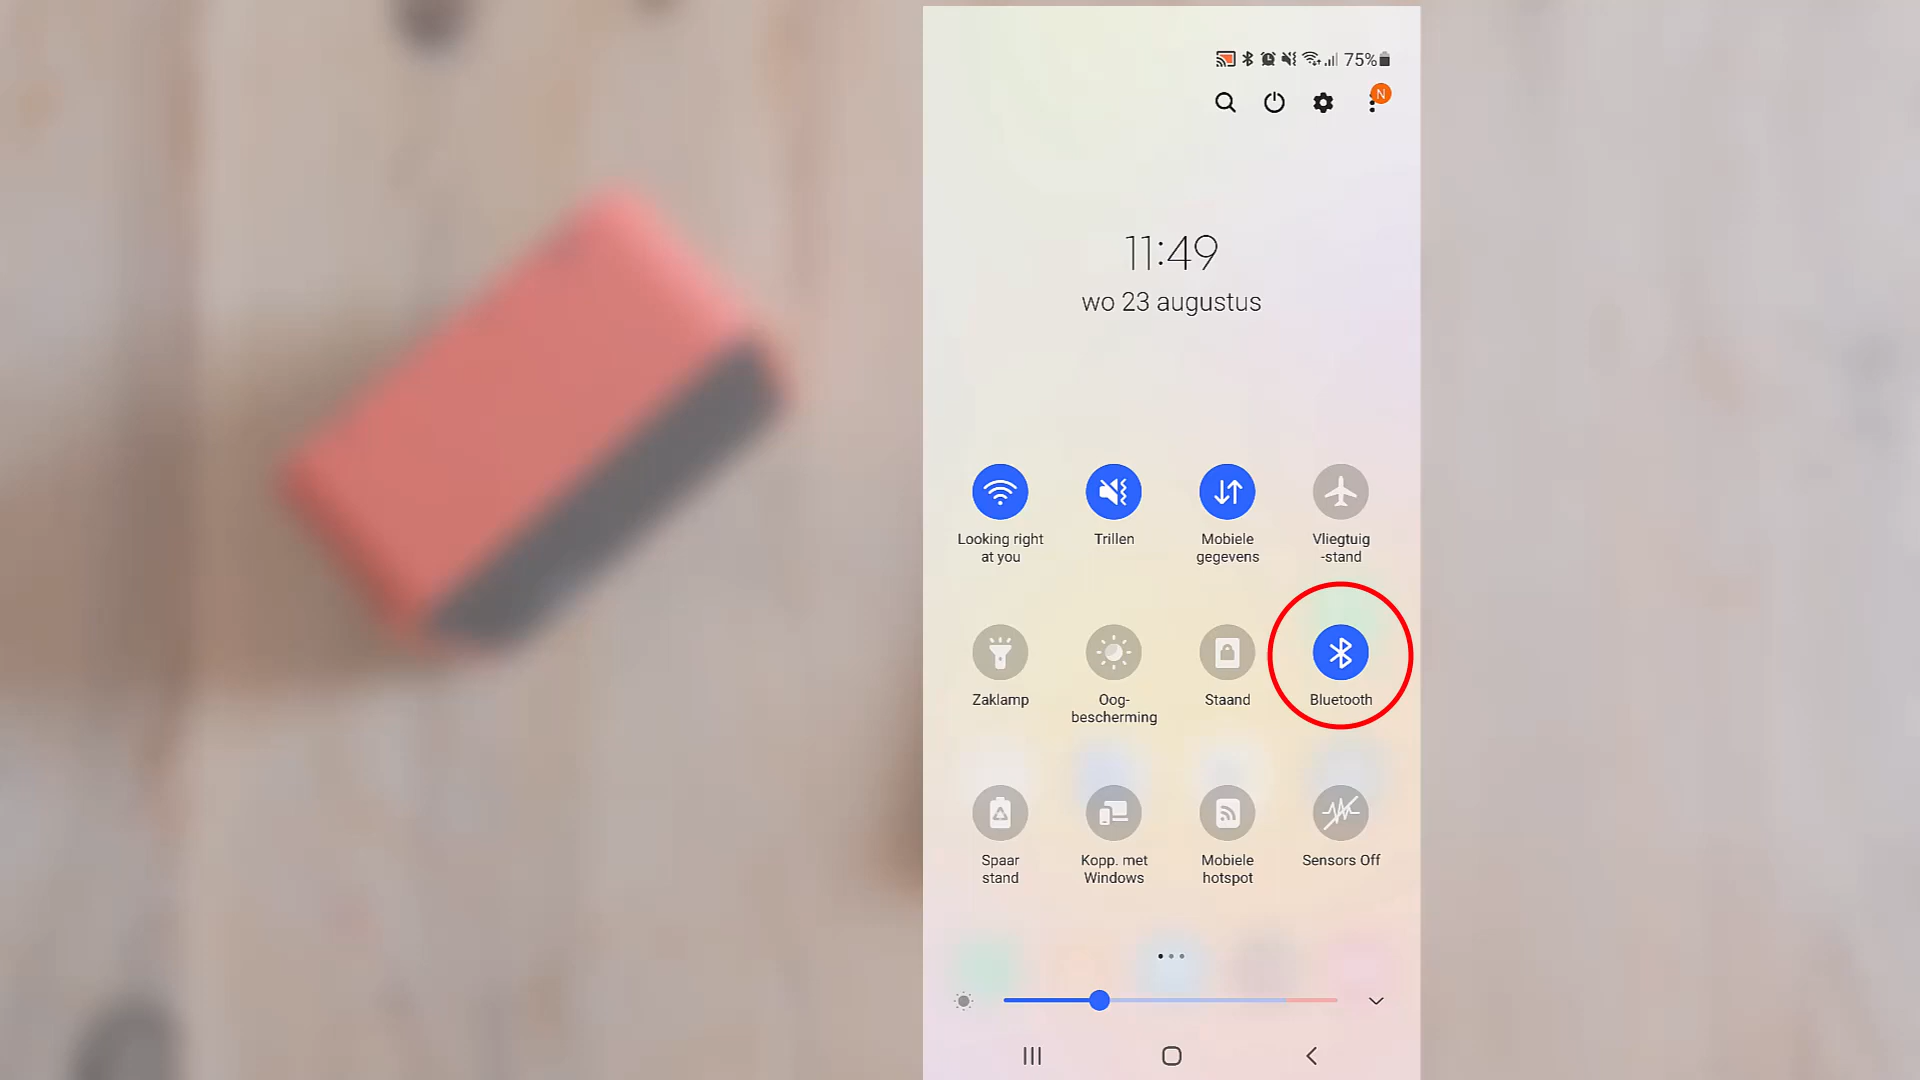 75%
N
11:49
wo 23 augustus
Looking right
at you
Trillen
Mobiele
gegevens
Vliegtuig
-stand
Zaklamp
Oog-
bescherming
Staand
Bluetooth
Spaar
stand
Kopp. met
Windows
Mobiele
hotspot
Sensors Off